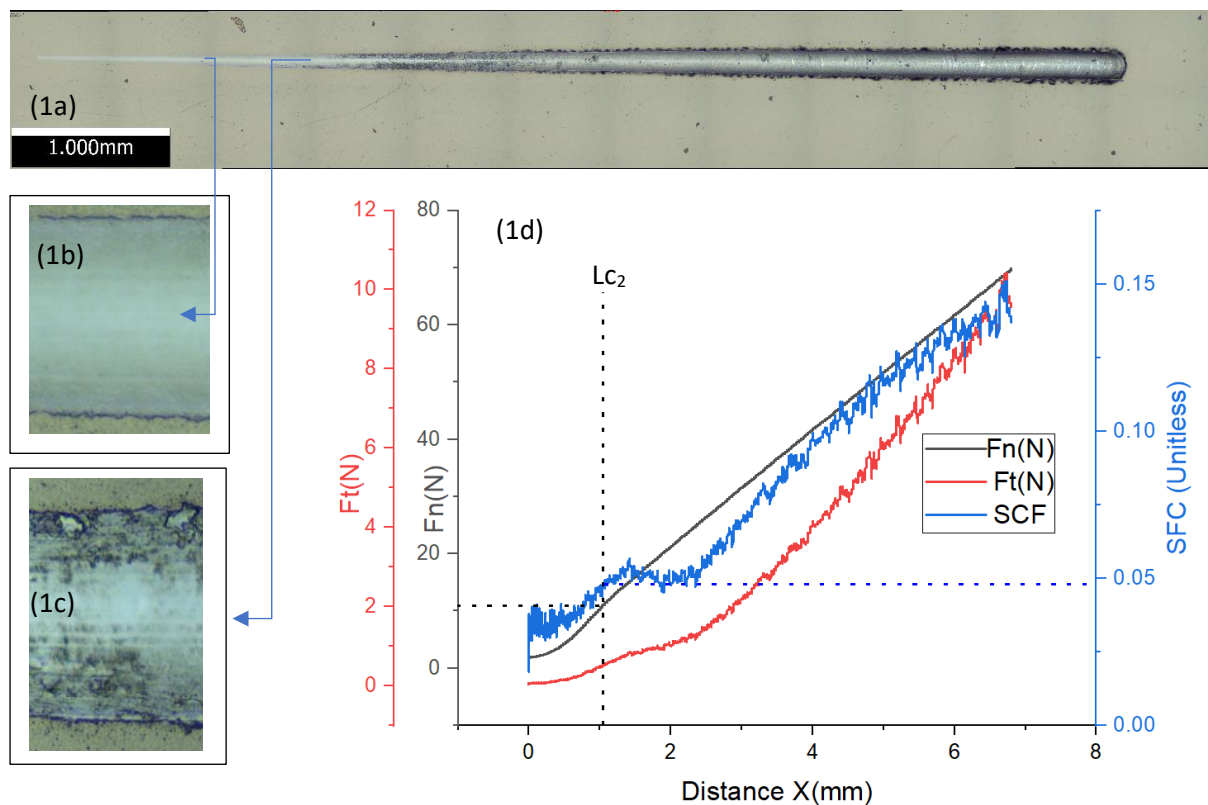 (1a)
1.000mm
(1b)
(1c)
(1d)
Lc2
12
10
8
6
4
2
0
Ft(N)
80
60
40
20
0
Fn(N)
0.15
0.10
0.05
0.00
SFC (Unitless)
Fn(N)
Ft(N)
SCF
0 2 4 6 8
Distance X(mm)